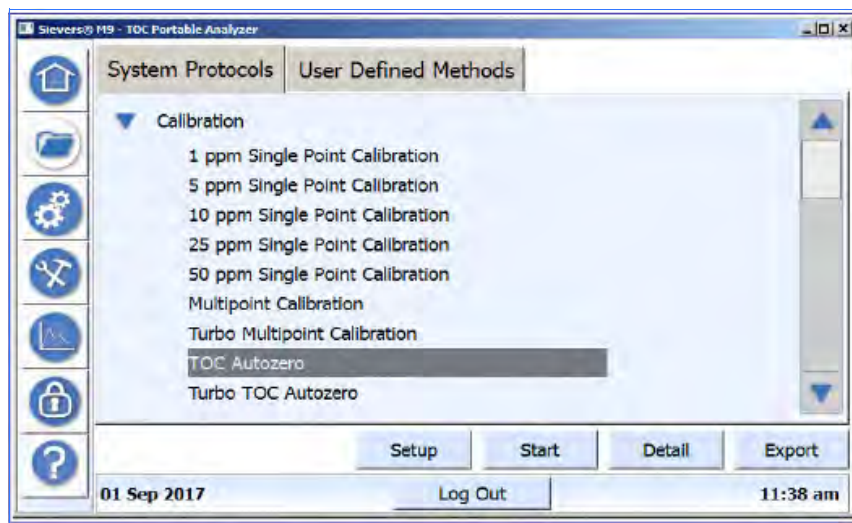 Sievers® M9 - TOC Portable Analyzer
System Protocols User Defined Methods
Calibration
1 ppm Single Point Calibration
5 ppm Single Point Calibration
10 ppm Single Point Calibration
25 ppm Single Point Calibration
50 ppm Single Point Calibration
Multipoint Calibration
Turbo Multipoint Calibration
TOC Autozero
Turbo TOC Autozero
Setup Start Detail Export
01 Sep 2017 Log Out 11:38 am